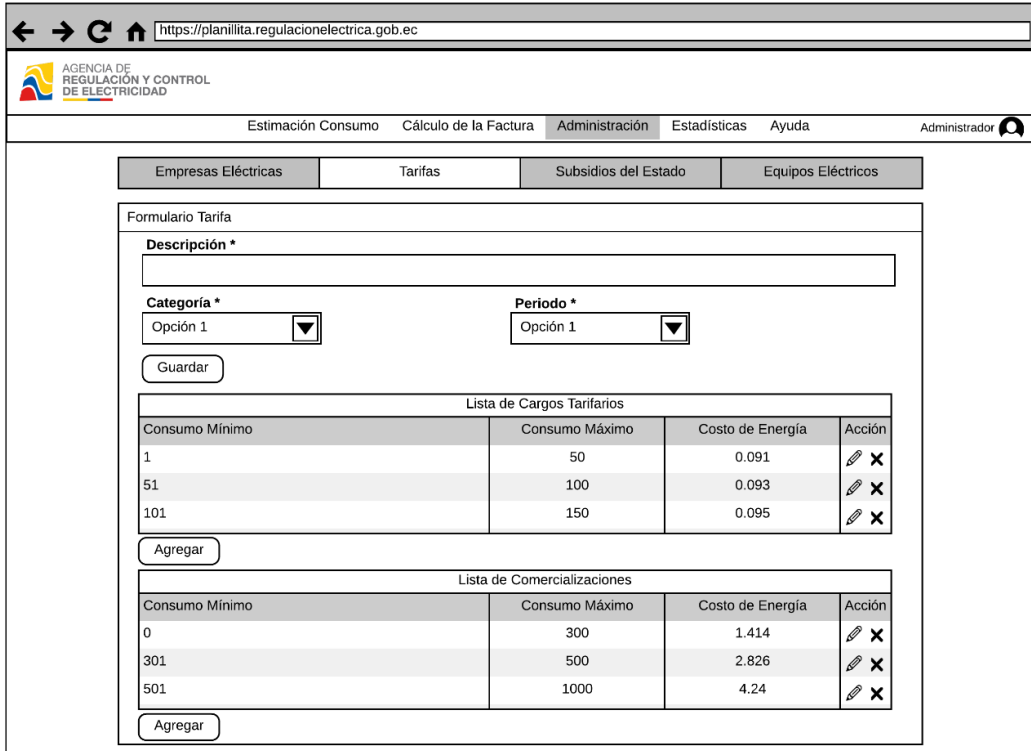 https://planillita.regulacionelectrica.gob.ec
AGENCIA DE
REGULACIÓN Y CONTROL
DE ELECTRICIDAD
Estimación Consumo Cálculo de la Factura Administración Estadísticas Ayuda Administrador
Empresas Eléctricas Tarifas Subsidios del Estado Equipos Eléctricos
Formulario Tarifa
Descripción *
Categoría * Periodo *
Opción 1 Opción 1
Guardar
Lista de Cargos Tarifarios
Consumo Mínimo Consumo Máximo Costo de Energía Acción
1 50 0.091
51 100 0.093
101 150 0.095
Agregar
Lista de Comercializaciones
Consumo Mínimo Consumo Máximo Costo de Energía Acción
0 300 1.414
301 500 2.826
501 1000 4.24
Agregar